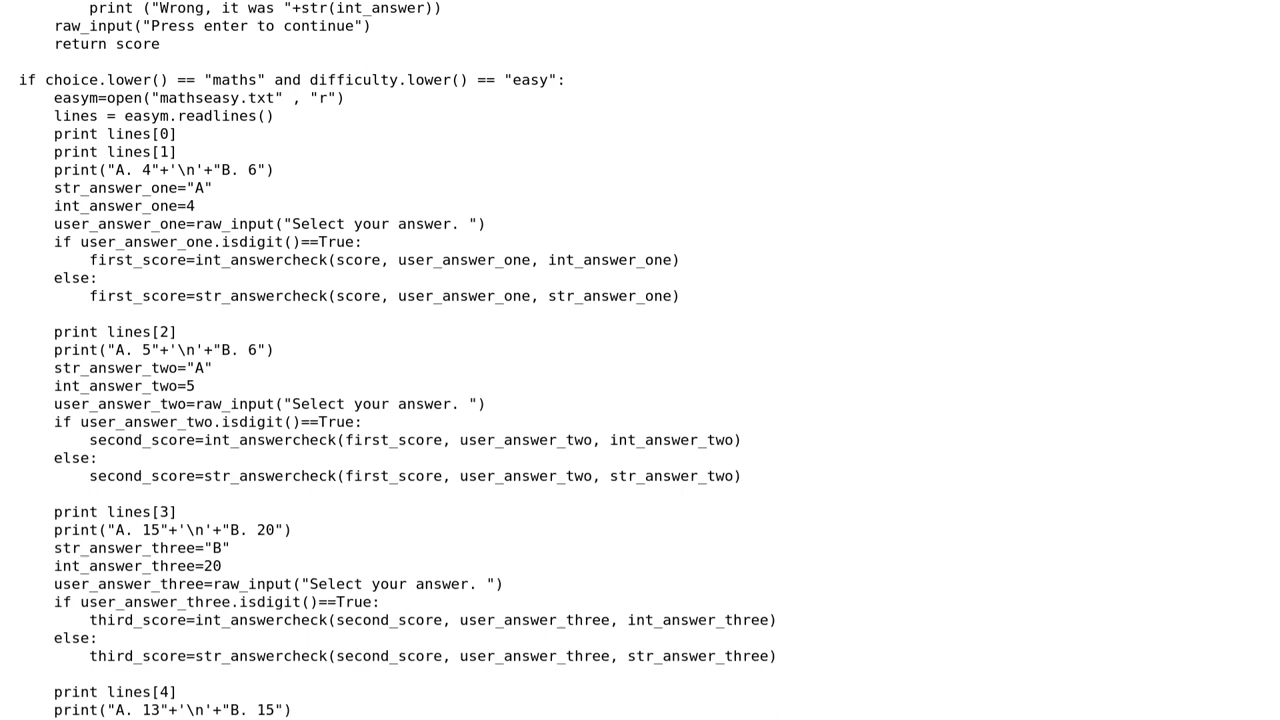 print ("Wrong, it was "+str(int_answer))
raw_input("Press enter to continue")
return score
if choice.lower() == "maths" and difficulty.lower() == "easy":
easym=open("mathseasy.txt" , "r")
lines = easym.readlines()
print lines[0]
print lines[1]
print("A. 4"+'\n'+"B. 6")
str_answer_one="A"
int_answer_one=4
user_answer_one=raw_input("Select your answer. ")
if user_answer_one.isdigit()==True:
first_score=int_answercheck(score, user_answer_one, int_answer_one)
else:
first_score=str_answercheck(score, user_answer_one, str_answer_one)
print lines[2]
print("A. 5"+'\n'+"B. 6")
str_answer_two="A"
int_answer_two=5
user_answer_two=raw_input("Select your answer. ")
if user_answer_two.isdigit()==True:
second_score=int_answercheck(first_score, user_answer_two, int_answer_two)
else:
second_score=str_answercheck(first_score, user_answer_two, str_answer_two)
print lines[3]
print("A. 15"+'\n'+"B. 20")
str_answer_three="B"
int_answer_three=20
user_answer_three=raw_input("Select your answer. ")
if user_answer_three.isdigit()==True:
third_score=int_answercheck(second_score, user_answer_three, int_answer_three)
else:
third_score=str_answercheck(second_score, user_answer_three, str_answer_three)
print lines[4]
print("A. 13"+'\n'+"B. 15")